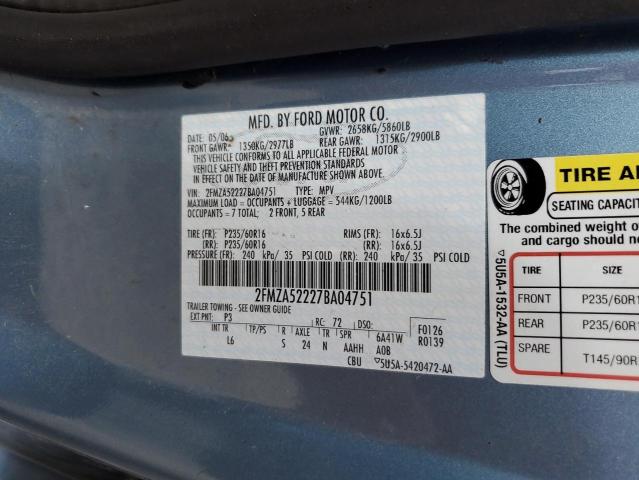 MFD. BY FORD MOTOR CO.
DATE: 05/06 GVWR: 2658KG/5860LB
FRONT GAWR: 1350KG/2977LB REAR GAWR: 1315KG/2900LB
THIS VEHICLE CONFORMS TO ALL APPLICABLE FEDERAL MOTOR
VEHICLE SAFETY AND THEFT PREVENTION STANDARDS
IN EFFECT ON THE DATE OF MANUFACTURE SHOWN ABOVE.
VIN: 2FMZA52227BA04751 TYPE: MPV
MAXIMUM LOAD = OCCUPANTS + LUGGAGE = 544KG/1200LB
OCCUPANTS = 7 TOTAL; 2 FRONT, 5 REAR
TIRE (FR): P235/60R16 RIMS (FR): 16x6.5J
(RR): P235/60R16 (RR): 16x6.5J
PRESSURE (FR): 240 kPa/ 35 PSI COLD (RR): 240 kPa/ 35 PSI COLD
2FMZA52227BA04751
TRAILER TOWING - SEE OWNER GUIDE
EXT PNT: P3 RC: 72 DSO: F0126
INT TR TP/PS R AXLE TR SPR 6A41W R0139
L6 S 24 N AAHH A0B
CBU ▽5U5A-5420472-AA
TIRE A
SEATING CAPACI
The combined weight o
and cargo should n
TIRE SIZE
FRONT P235/60R1
REAR P235/60R
SPARE T145/90R
▽5U5A-1532-AA (TLU)